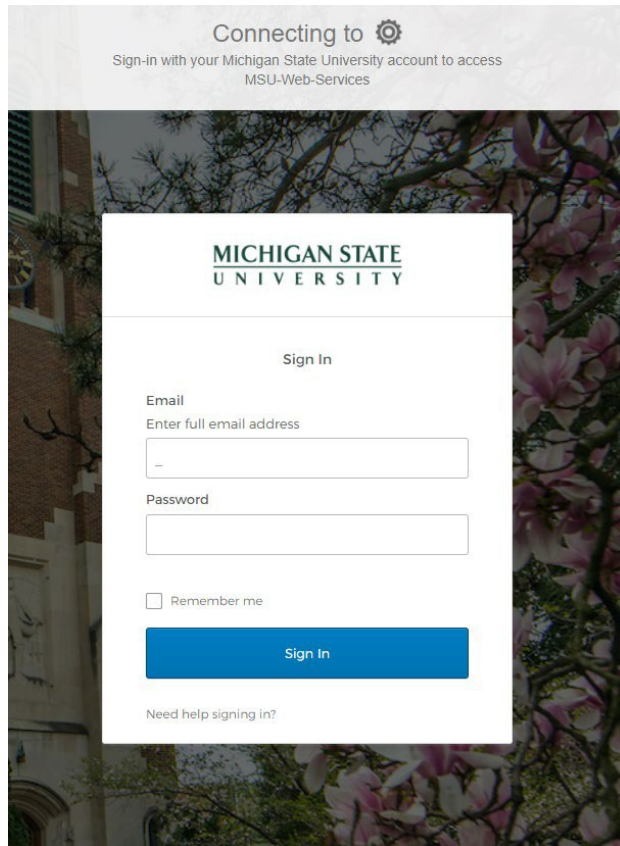 Connecting to
Sign-in with your Michigan State University account to access
MSU-Web-Services
MICHIGAN STATE
UNIVERSITY
Sign In
Email
Enter full email address
_
Password
Remember me
Sign In
Need help signing in?